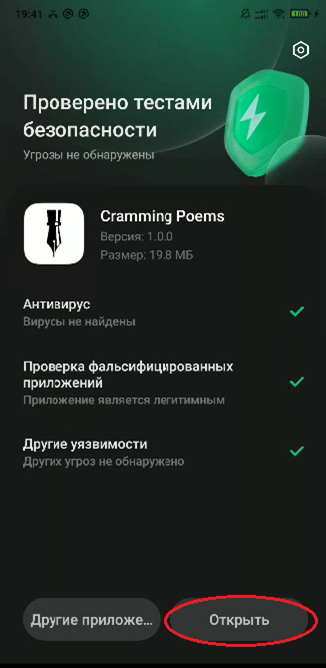 19:41
Проверено тестами
безопасности
Угрозы не обнаружены
Cramming Poems
Версия: 1.0.0
Размер: 19.8 МБ
Антивирус
Вирусы не найдены
Проверка фальсифицированных
приложений
Приложение является легитимным
Другие уязвимости
Других угроз не обнаружено
Другие приложе... Открыть